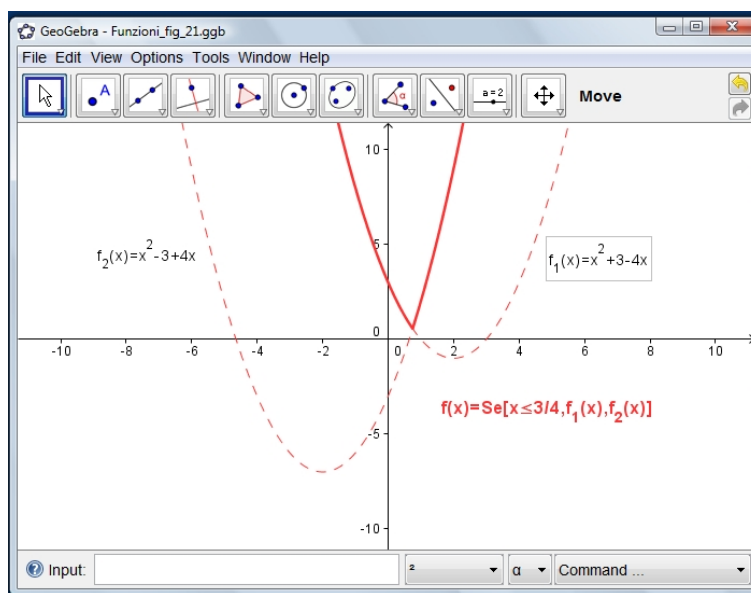 GeoGebra - Funzioni_fig_21.ggb
File Edit View Options Tools Window Help
A
α
a = 2
Move
10
5
0
-5
-10
-10 -8 -6 -4 -2 0 2 4 6 8 10
f₂(x)=x²-3+4x
f₁(x)=x²+3-4x
f(x)=Se[x≤3/4,f₁(x),f₂(x)]
Input:
²
α
Command ...